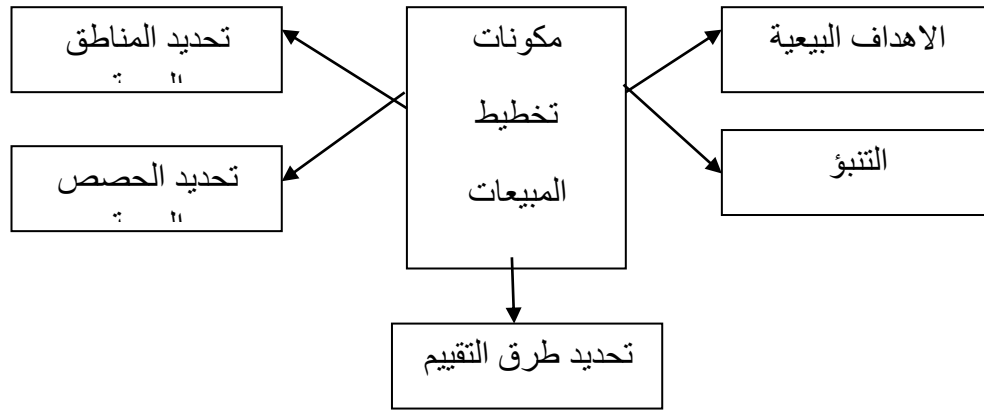 مكونات
تخطيط
المبيعات
الاهداف البيعية
التنبؤ
تحديد المناطق
تحديد الحصص
تحديد طرق التقييم